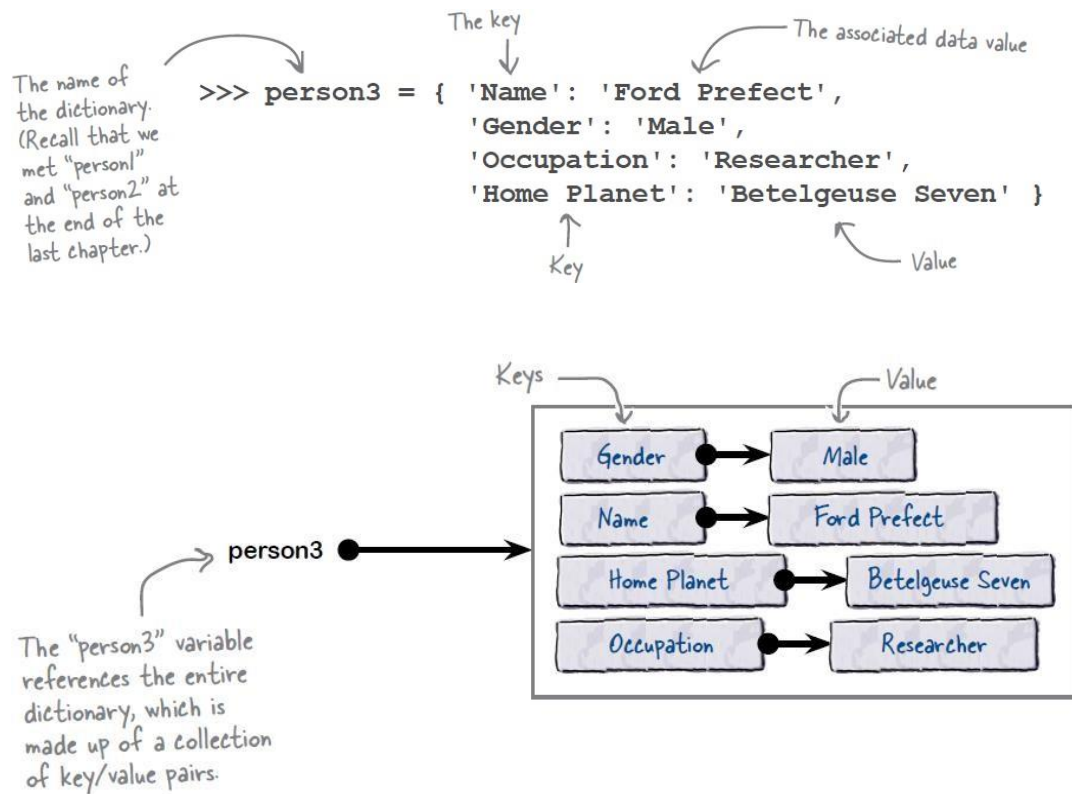 The key
The associated data value
The name of
the dictionary.
(Recall that we
met "person1"
and "person2" at
the end of the
last chapter.)
>>> person3 = { 'Name': 'Ford Prefect',
'Gender': 'Male',
'Occupation': 'Researcher',
'Home Planet': 'Betelgeuse Seven' }
Key
Value
Keys
Value
Gender
Male
Name
Ford Prefect
Home Planet
Betelgeuse Seven
Occupation
Researcher
person3
The "person3" variable
references the entire
dictionary, which is
made up of a collection
of key/value pairs.